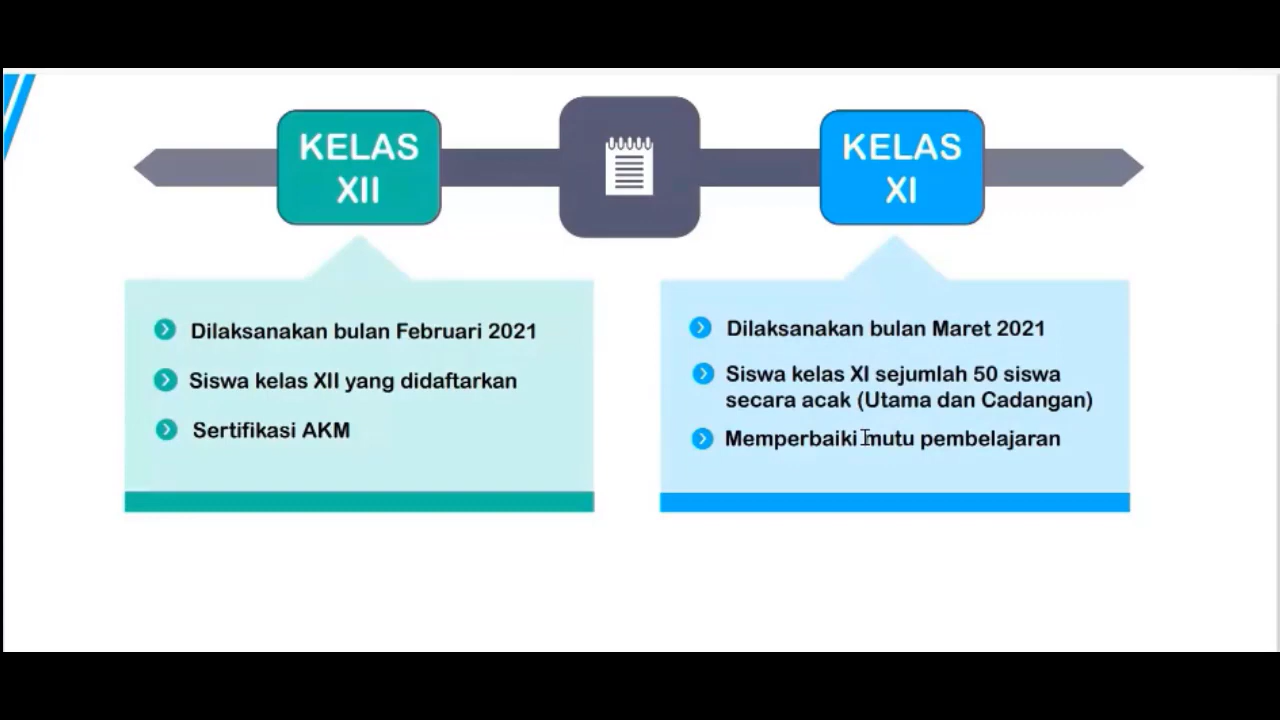 KELAS
XII
KELAS
XI
Dilaksanakan bulan Februari 2021
Siswa kelas XII yang didaftarkan
Sertifikasi AKM
Dilaksanakan bulan Maret 2021
Siswa kelas XI sejumlah 50 siswa
secara acak (Utama dan Cadangan)
Memperbaiki mutu pembelajaran